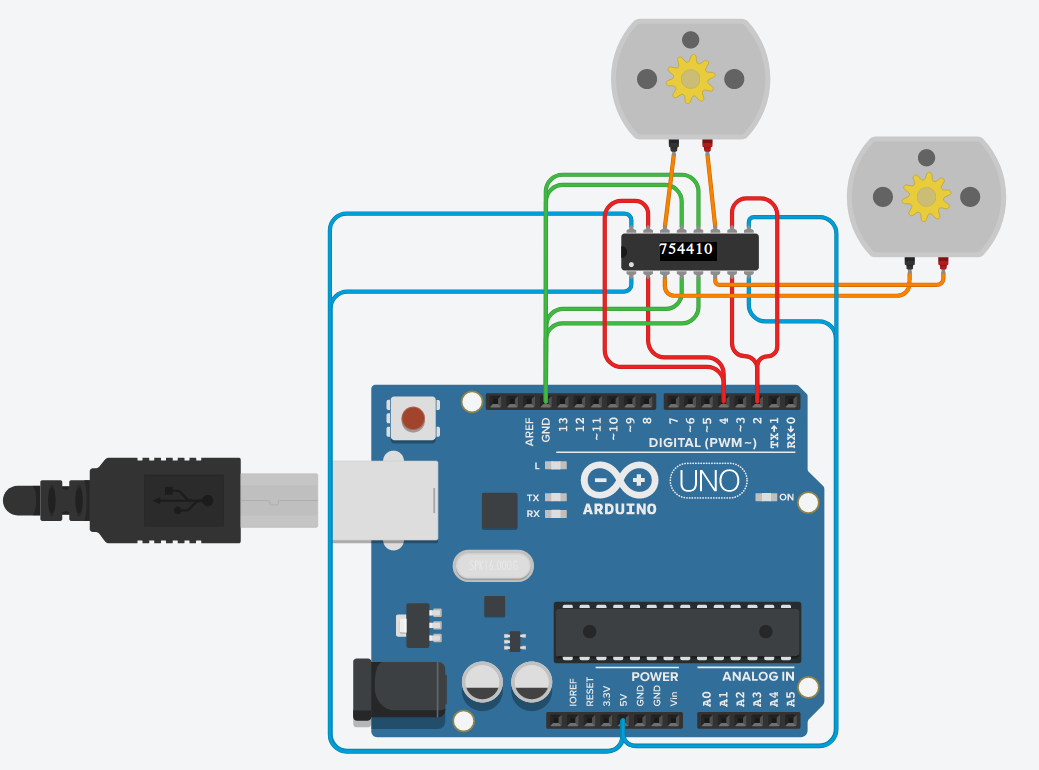 754410
AREF
GND
13
12
~11
~10
~9
8
7
~6
~5
4
~3
2
TX→1
RX←0
DIGITAL (PWM~)
L
TX
RX
UNO
ON
ARDUINO
IOREF
RESET
3.3V
5V
GND
GND
Vin
POWER
ANALOG IN
A0
A1
A2
A3
A4
A5